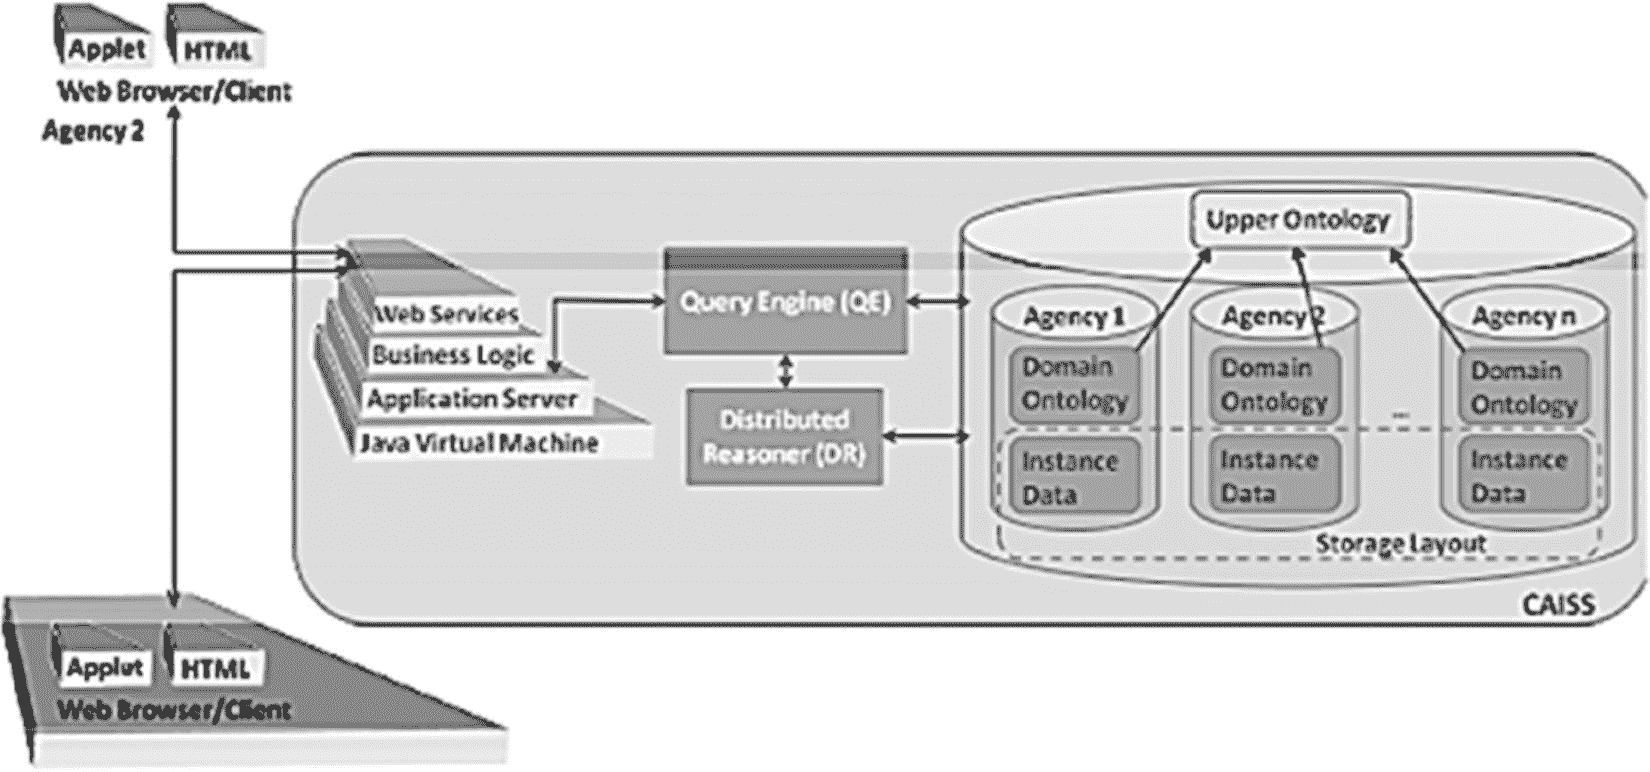 Applet
HTML
Web Browser/Client
Agency 2
Upper Ontology
Web Services
Business Logic
Application Server
Java Virtual Machine
Query Engine (QE)
Distributed
Reasoner (DR)
Agency 1
Domain
Ontology
Instance
Data
Agency 2
Domain
Ontology
Instance
Data
...
Agency n
Domain
Ontology
Instance
Data
Storage Layout
CAISS
Applet
HTML
Web Browser/Client